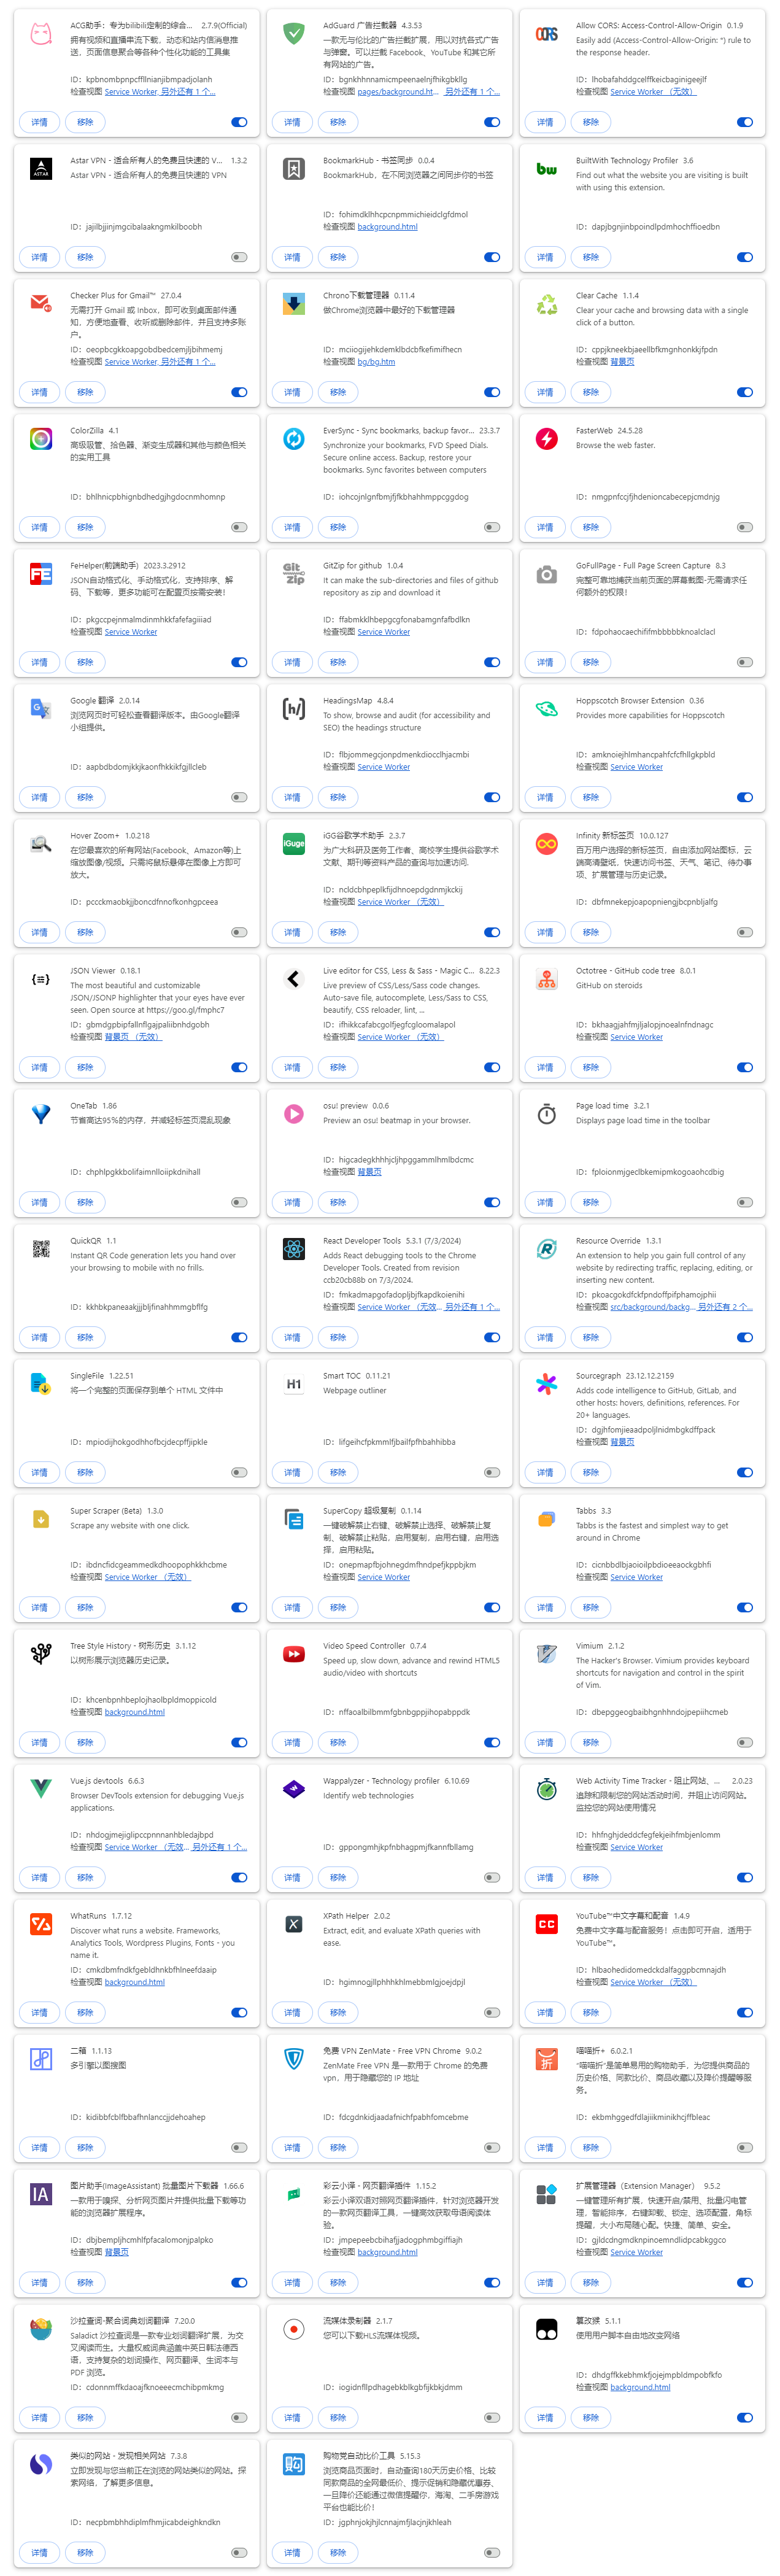 ACG助手：专为bilibili定制的综合... 2.7.9(Official)
拥有视频和直播串流下载，动态和站内信消息推
送，页面信息聚合等各种个性化功能的工具集
ID：kpbnombpnpcffllnianjibmpadjolanh
检查视图 Service Worker, 另外还有 1 个...
详情 移除
AdGuard 广告拦截器 4.3.53
一款无与伦比的广告拦截扩展，用以对抗各式广告
与弹窗。可以拦截 Facebook、YouTube 和其它所
有网站的广告。
ID：bgnkhhnnamicmpeenaelnjfhikgbkllg
检查视图 pages/background.ht... 另外还有 1 个...
详情 移除
Allow CORS: Access-Control-Allow-Origin 0.1.9
Easily add (Access-Control-Allow-Origin: *) rule to
the response header.
ID：lhobafahddgcelffkeicbaginigeejlf
检查视图 Service Worker （无效）
详情 移除
Astar VPN - 适合所有人的免费且快速的 V... 1.3.2
Astar VPN - 适合所有人的免费且快速的 VPN
ID：jajilbjjinjmgcibalaakngmkilboobh
详情 移除
BookmarkHub - 书签同步 0.0.4
BookmarkHub，在不同浏览器之间同步你的书签
ID：fohimdklhhcpcnpmmichieidclgfdmol
检查视图 background.html
详情 移除
BuiltWith Technology Profiler 3.6
Find out what the website you are visiting is built
with using this extension.
ID：dapjbgnjinbpoindlpdmhochffioedbn
详情 移除
Checker Plus for Gmail™ 27.0.4
无需打开 Gmail 或 Inbox，即可收到桌面邮件通
知，方便地查看、收听或删除邮件，并且支持多账
户。
ID：oeopbcgkkoapgobdbedcemjljbihmemj
检查视图 Service Worker, 另外还有 1 个...
详情 移除
Chrono下载管理器 0.11.4
做Chrome浏览器中最好的下载管理器
ID：mciiogijehkdemklbdcbfkefimifhecn
检查视图 bg/bg.htm
详情 移除
Clear Cache 1.1.4
Clear your cache and browsing data with a single
click of a button.
ID：cppjkneekbjaeellbfkmgnhonkkjfpdn
检查视图 背景页
详情 移除
ColorZilla 4.1
高级吸管、拾色器、渐变生成器和其他与颜色相关
的实用工具
ID：bhlhnicpbhignbdhedgjhgdocnmhomnp
详情 移除
EverSync - Sync bookmarks, backup favor... 23.3.7
Synchronize your bookmarks, FVD Speed Dials.
Secure online access. Backup, restore your
bookmarks. Sync favorites between computers
ID：iohcojnlgnfbmjfjfkbhahhmppcggdog
详情 移除
FasterWeb 24.5.28
Browse the web faster.
ID：nmgpnfccjfjhdenioncabecepjcmdnjg
详情 移除
FeHelper(前端助手) 2023.3.2912
JSON自动格式化、手动格式化，支持排序、解
码、下载等，更多功能可在配置页按需安装！
ID：pkgccpejnmalmdinmhkkfafefagiiiad
检查视图 Service Worker
详情 移除
GitZip for github 1.0.4
It can make the sub-directories and files of github
repository as zip and download it
ID：ffabmkklhbepgcgfonabamgnfafbdlkn
检查视图 Service Worker
详情 移除
GoFullPage - Full Page Screen Capture 8.3
完整可靠地捕获当前页面的屏幕截图-无需请求任
何额外的权限！
ID：fdpohaocaechififmbbbbbknoalclacl
详情 移除
Google 翻译 2.0.14
浏览网页时可轻松查看翻译版本。由Google翻译
小组提供。
ID：aapbdbdomjkkjkaonfhkkikfgjllcleb
详情 移除
HeadingsMap 4.8.4
To show, browse and audit (for accessibility and
SEO) the headings structure
ID：flbjommegcjonpdmenkdiocclhjacmbi
检查视图 Service Worker
详情 移除
Hoppscotch Browser Extension 0.36
Provides more capabilities for Hoppscotch
ID：amknoiejhlmhancpahfcfcfhllgkpbld
检查视图 Service Worker
详情 移除
Hover Zoom+ 1.0.218
在您最喜欢的所有网站(Facebook、Amazon等)上
缩放图像/视频。只需将鼠标悬停在图像上方即可
放大。
ID：pccckmaobkjjboncdfnnofkonhgpceea
详情 移除
iGG谷歌学术助手 2.3.7
为广大科研及医务工作者、高校学生提供谷歌学术
文献、期刊等资料产品的查询与加速访问.
ID：ncldcbhpeplkfijdhnoepdgdnmjkckij
检查视图 Service Worker （无效）
详情 移除
Infinity 新标签页 10.0.127
百万用户选择的新标签页，自由添加网站图标，云
端高清壁纸，快速访问书签、天气、笔记、待办事
项、扩展管理与历史记录。
ID：dbfmnekepjoapopniengjbcpnbljalfg
详情 移除
JSON Viewer 0.18.1
The most beautiful and customizable
JSON/JSONP highlighter that your eyes have ever
seen. Open source at https://goo.gl/fmphc7
ID：gbmdgpbipfallnflgajpaliibnhdgobh
检查视图 背景页 （无效）
详情 移除
Live editor for CSS, Less & Sass - Magic C... 8.22.3
Live preview of CSS/Less/Sass code changes.
Auto-save file, autocomplete, Less/Sass to CSS,
beautify, CSS reloader, lint, ...
ID：ifhikkcafabcgolfjegfcgloomalapol
检查视图 Service Worker （无效）
详情 移除
Octotree - GitHub code tree 8.0.1
GitHub on steroids
ID：bkhaagjahfmjljalopjnoealnfndnagc
检查视图 Service Worker
详情 移除
OneTab 1.86
节省高达95％的内存，并减轻标签页混乱现象
ID：chphlpgkkbolifaimnlloiipkdnihall
详情 移除
osu! preview 0.0.6
Preview an osu! beatmap in your browser.
ID：higcadegkhhhjcljhpggammlhmlbdcmc
检查视图 背景页
详情 移除
Page load time 3.2.1
Displays page load time in the toolbar
ID：fploionmjgeclbkemipmkogoaohcdbig
详情 移除
QuickQR 1.1
Instant QR Code generation lets you hand over
your browsing to mobile with no frills.
ID：kkhbkpaneaakjjjbljfinahhmmgbflfg
详情 移除
React Developer Tools 5.3.1 (7/3/2024)
Adds React debugging tools to the Chrome
Developer Tools. Created from revision
ccb20cb88b on 7/3/2024.
ID：fmkadmapgofadopljbjfkapdkoienihi
检查视图 Service Worker （无效... 另外还有 1 个...
详情 移除
Resource Override 1.3.1
An extension to help you gain full control of any
website by redirecting traffic, replacing, editing, or
inserting new content.
ID：pkoacgokdfckfpndoffpifphamojphii
检查视图 src/background/backg... 另外还有 2 个...
详情 移除
SingleFile 1.22.51
将一个完整的页面保存到单个 HTML 文件中
ID：mpiodijhokgodhhofbcjdecpffjipkle
详情 移除
Smart TOC 0.11.21
Webpage outliner
ID：lifgeihcfpkmmlfjbailfpfhbahhibba
详情 移除
Sourcegraph 23.12.12.2159
Adds code intelligence to GitHub, GitLab, and
other hosts: hovers, definitions, references. For
20+ languages.
ID：dgjhfomjieaadpoljlnidmbgkdffpack
检查视图 背景页
详情 移除
Super Scraper (Beta) 1.3.0
Scrape any website with one click.
ID：ibdncfidcgeammedkdhoopophkkhcbme
检查视图 Service Worker （无效）
详情 移除
SuperCopy 超级复制 0.1.14
一键破解禁止右键、破解禁止选择、破解禁止复
制、破解禁止粘贴，启用复制，启用右键，启用选
择，启用粘贴。
ID：onepmapfbjohnegdmfhndpefjkppbjkm
检查视图 Service Worker
详情 移除
Tabbs 3.3
Tabbs is the fastest and simplest way to get
around in Chrome
ID：cicnbbdlbjaoioilpbdioeeaockgbhfi
检查视图 Service Worker
详情 移除
Tree Style History - 树形历史 3.1.12
以树形展示浏览器历史记录。
ID：khcenbpnhbeplojhaolbpldmoppicold
检查视图 background.html
详情 移除
Video Speed Controller 0.7.4
Speed up, slow down, advance and rewind HTML5
audio/video with shortcuts
ID：nffaoalbilbmmfgbnbgppjihopabppdk
详情 移除
Vimium 2.1.2
The Hacker's Browser. Vimium provides keyboard
shortcuts for navigation and control in the spirit
of Vim.
ID：dbepggeogbaibhgnhhndojpepiihcmeb
详情 移除
Vue.js devtools 6.6.3
Browser DevTools extension for debugging Vue.js
applications.
ID：nhdogjmejiglipccpnnnanhbledajbpd
检查视图 Service Worker （无效... 另外还有 1 个...
详情 移除
Wappalyzer - Technology profiler 6.10.69
Identify web technologies
ID：gppongmhjkpfnbhagpmjfkannfbllamg
详情 移除
Web Activity Time Tracker - 阻止网站、... 2.0.23
追踪和限制您的网站活动时间，并阻止访问网站。
监控您的网站使用情况
ID：hhfnghjdeddcfegfekjeihfmbjenlomm
检查视图 Service Worker
详情 移除
WhatRuns 1.7.12
Discover what runs a website. Frameworks,
Analytics Tools, Wordpress Plugins, Fonts - you
name it.
ID：cmkdbmfndkfgebldhnkbfhlneefdaaip
检查视图 background.html
详情 移除
XPath Helper 2.0.2
Extract, edit, and evaluate XPath queries with
ease.
ID：hgimnogjllphhhkhlmebbmlgjoejdpjl
详情 移除
YouTube™中文字幕和配音 1.4.9
免费中文字幕与配音服务！点击即可开启，适用于
YouTube™。
ID：hlbaohedidomedckdalfaggpbcmnajdh
检查视图 Service Worker （无效）
详情 移除
二箱 1.1.13
多引擎以图搜图
ID：kidibbfcblfbbafhnlanccjjdehoahep
详情 移除
免费 VPN ZenMate - Free VPN Chrome 9.0.2
ZenMate Free VPN 是一款用于 Chrome 的免费
vpn，用于隐藏您的 IP 地址
ID：fdcgdnkidjaadafnichfpabhfomcebme
详情 移除
喵喵折+ 6.0.2.1
“喵喵折”是简单易用的购物助手，为您提供商品的
历史价格、同款比价、商品收藏以及降价提醒等服
务。
ID：ekbmhggedfdlajiikminikhcjffbleac
详情 移除
图片助手(ImageAssistant) 批量图片下载器 1.66.6
一款用于嗅探、分析网页图片并提供批量下载等功
能的浏览器扩展程序。
ID：dbjbempljhcmhlfpfacalomonjpalpko
检查视图 背景页
详情 移除
彩云小译 - 网页翻译插件 1.15.2
彩云小译双语对照网页翻译插件，针对浏览器开发
的一款网页翻译工具，一键高效获取母语阅读体
验。
ID：jmpepeebcbihafjjadogphmbgiffiajh
检查视图 background.html
详情 移除
扩展管理器（Extension Manager） 9.5.2
一键管理所有扩展，快速开启/禁用、批量闪电管
理，智能排序，右键卸载、锁定、选项配置，角标
提醒，大小布局随心配。快捷、简单、安全。
ID：gjldcdngmdknpinoemndlidpcabkggco
检查视图 Service Worker
详情 移除
沙拉查词-聚合词典划词翻译 7.20.0
Saladict 沙拉查词是一款专业划词翻译扩展，为交
叉阅读而生。大量权威词典涵盖中英日韩法德西
语，支持复杂的划词操作、网页翻译、生词本与
PDF 浏览。
ID：cdonnmffkdaoajfknoeeecmchibpmkmg
详情 移除
流媒体录制器 2.1.7
您可以下载HLS流媒体视频。
ID：iogidnfllpdhagebkblkgbfijkbkjdmm
详情 移除
篡改猴 5.1.1
使用用户脚本自由地改变网络
ID：dhdgffkkebhmkfjojejmpbldmpobfkfo
检查视图 background.html
详情 移除
类似的网站 - 发现相关网站 7.3.8
立即发现与您当前正在浏览的网站类似的网站。探
索网络，了解更多信息。
ID：necpbmbhhdiplmfhmjicabdeighkndkn
详情 移除
购物党自动比价工具 5.15.3
浏览商品页面时，自动查询180天历史价格、比较
同款商品的全网最低价、提示促销和隐藏优惠券、
一旦降价还能通过微信提醒你，海淘、二手房游戏
平台也能比价！
ID：jgphnjokjhjlcnnajmfjlacjnjkhleah
详情 移除